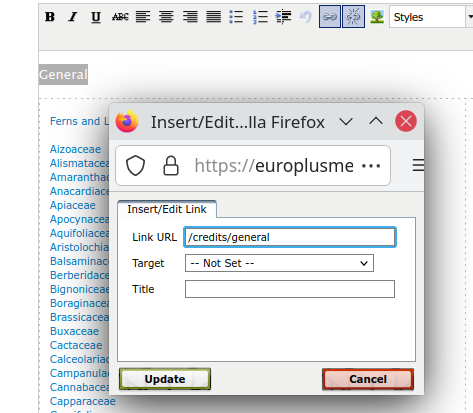 B I U ABC Styles
General
Insert/Edit...lla Firefox
Ferns and L
https://europlusme ...
Aizoaceae
Alismatacea
Amaranthac
Anacardiace
Apiaceae
Apocynacea
Aquifoliacea
Aristolochia
Balsaminac
Berberidace
Bignoniacea
Boraginacea
Brassicacea
Buxaceae
Cactaceae
Calceolariac
Campanulac
Cannabacea
Capparaceae
Insert/Edit Link
Link URL /credits/general
Target -- Not Set --
Title
Update Cancel